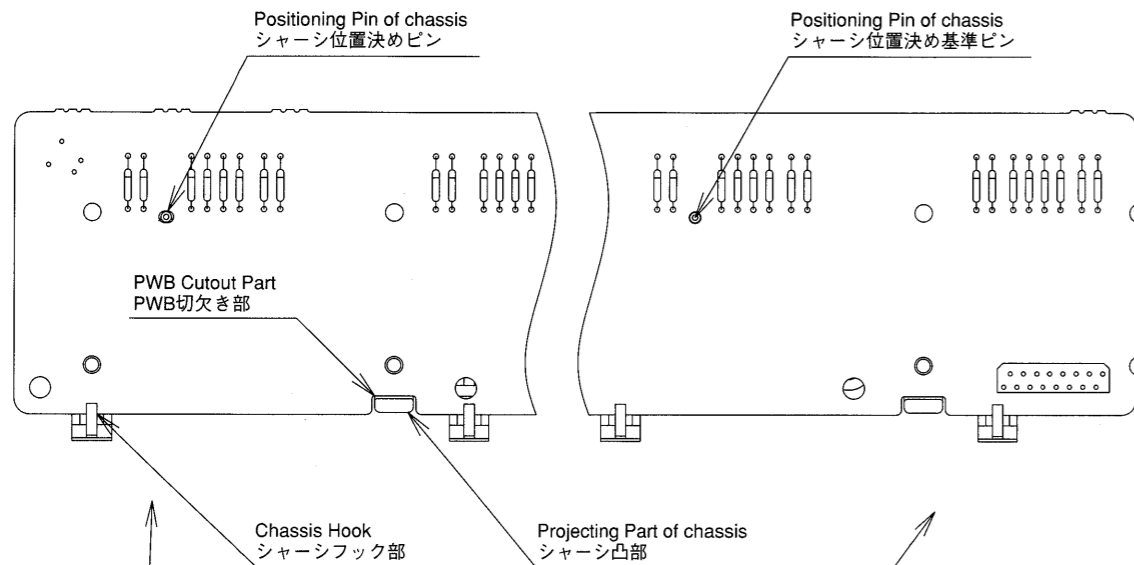 Positioning Pin of chassis
シャーシ位置決めピン
Positioning Pin of chassis
シャーシ位置決め基準ピン
PWB Cutout Part
PWB切欠き部
Chassis Hook
シャーシフック部
Projecting Part of chassis
シャーシ凸部